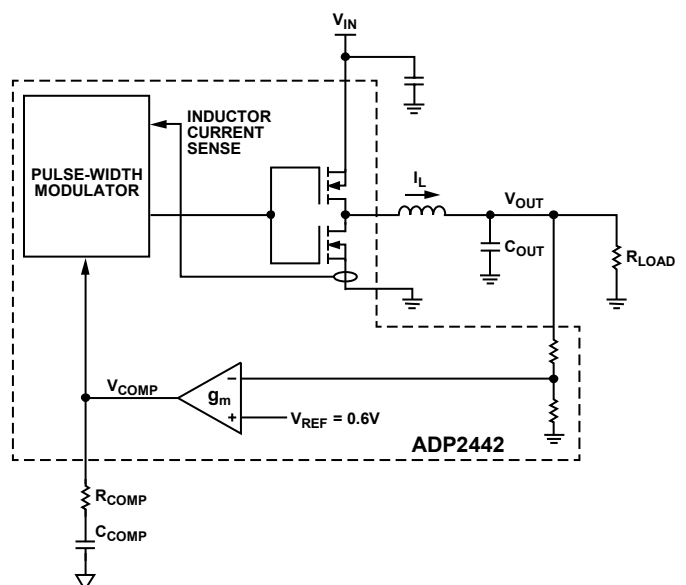 VIN
INDUCTOR
CURRENT
SENSE
PULSE-WIDTH
MODULATOR
IL
VOUT
COUT
RLOAD
VCOMP
gm
−
+
VREF = 0.6V
ADP2442
RCOMP
CCOMP